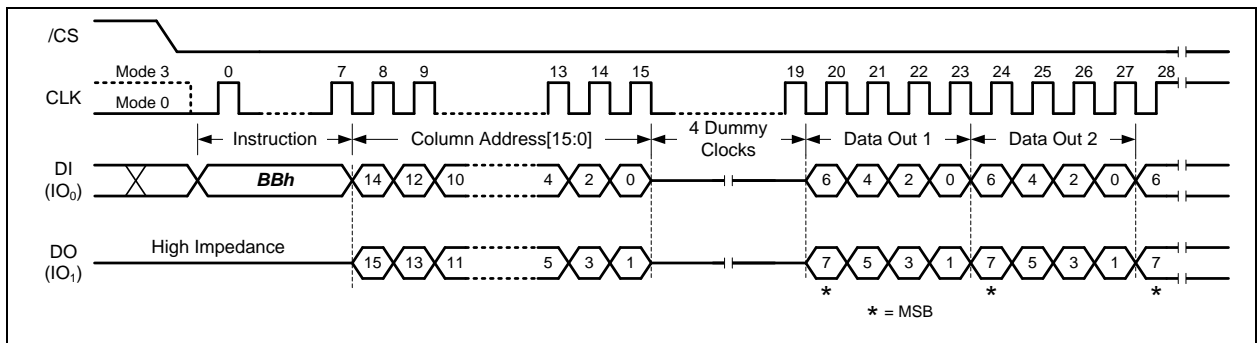 /CS
Mode 3 0 7 8 9 13 14 15 19 20 21 22 23 24 25 26 27 28
CLK
Mode 0
Instruction Column Address[15:0] 4 Dummy Clocks Data Out 1 Data Out 2
DI
(IO0) BBh 14 12 10 4 2 0 6 4 2 0 6 4 2 0 6
High Impedance
DO
(IO1) 15 13 11 5 3 1 7 5 3 1 7 5 3 1 7
* * *
* = MSB